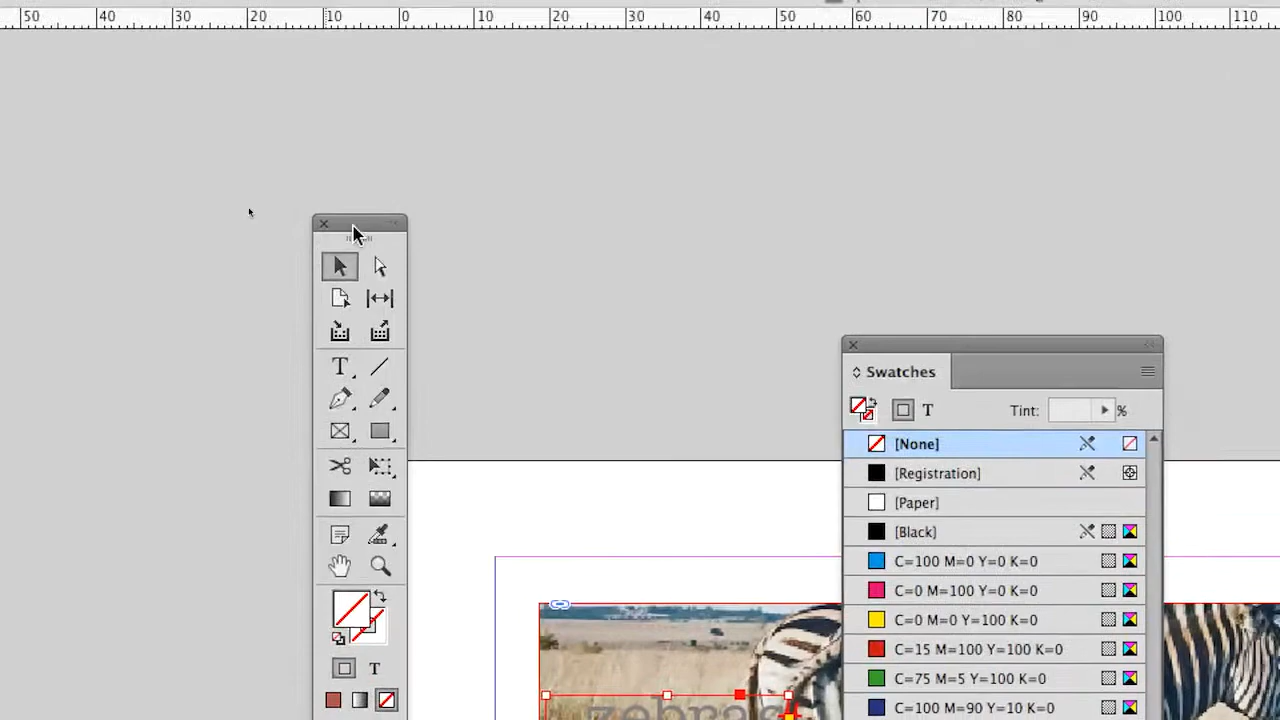 50 40 30 20 10 0 10 20 30 40 50 60 70 80 90 100 110
T
T
Swatches
T Tint: %
[None]
[Registration]
[Paper]
[Black]
C=100 M=0 Y=0 K=0
C=0 M=100 Y=0 K=0
C=0 M=0 Y=100 K=0
C=15 M=100 Y=100 K=0
C=75 M=5 Y=100 K=0
C=100 M=90 Y=10 K=0
zebras